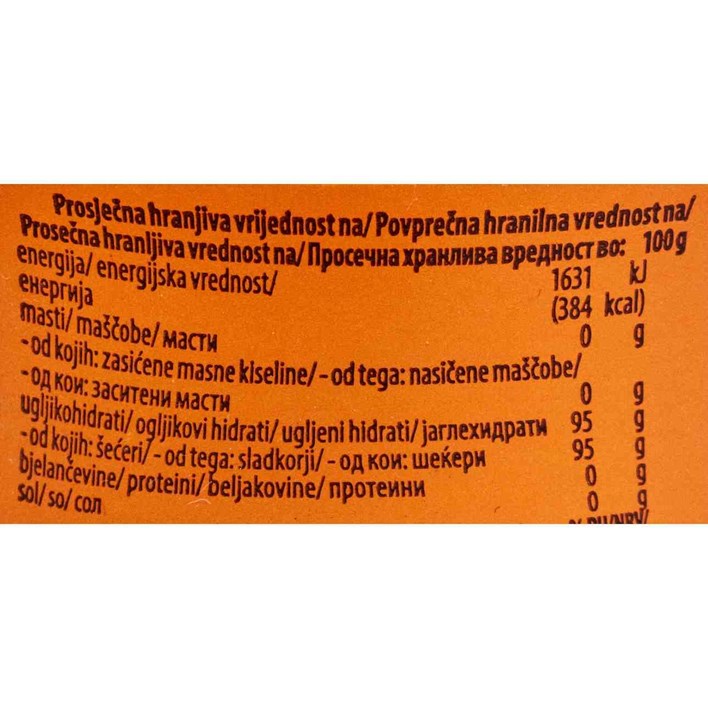 Prosječna hranjiva vrijednost na/ Povprečna hranilna vrednost na/
Prosečna hranljiva vrednost na/ Просечна хранлива вредност во: 100 g
energija/ energijska vrednost/ 1631 kJ
енергија (384 kcal)
masti/ maščobe/ масти 0 g
-od kojih: zasićene masne kiseline/ - od tega: nasičene maščobe/
-од кои: заситени масти 0 g
ugljikohidrati/ ogljikovi hidrati/ ugljeni hidrati/ јаглехидрати 95 g
-od kojih: šećeri/ - od tega: sladkorji/ - од кои: шеќери 95 g
bjelančevine/ proteini/ beljakovine/ протеини 0 g
sol/ so/ сол 0 g